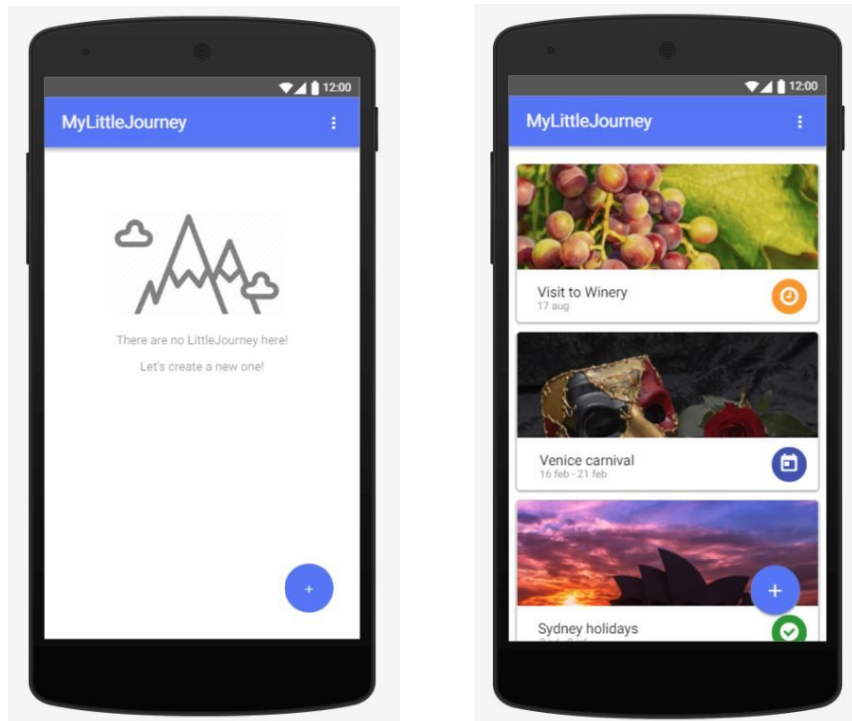 12:00
MyLittleJourney
There are no LittleJourney here!
Let's create a new one!
+
12:00
MyLittleJourney
Visit to Winery
17 aug
Venice carnival
16 feb - 21 feb
+
Sydney holidays